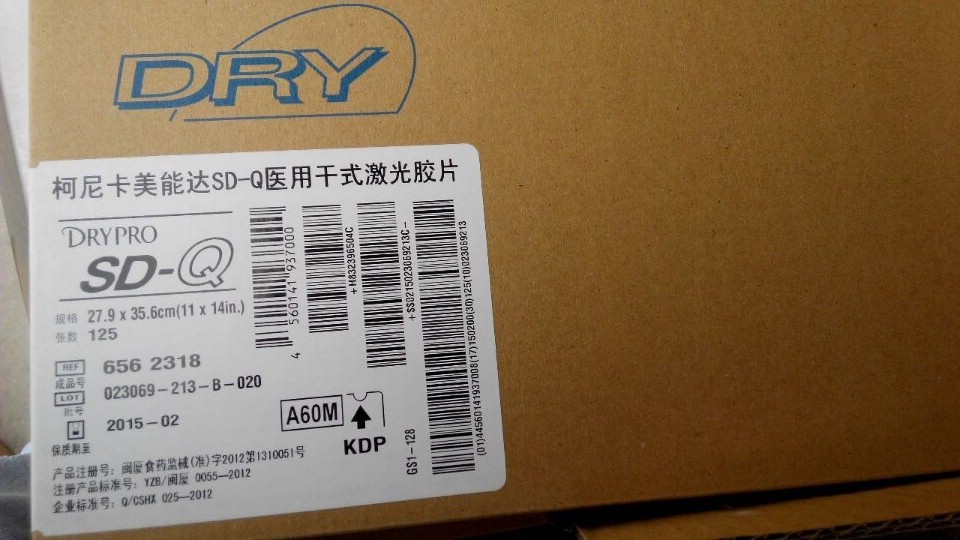 DRY
柯尼卡美能达SD-Q医用干式激光胶片
DRYPRO
SD-Q
规格 27.9 x 35.6cm(11 x 14in.)
张数 125
REF 656 2318
成品号
LOT 023069-213-B-020
批号
2015-02
保质期至
A60M
KDP
产品注册号：闽厦食药监械(准)字2012第1310051号
注册产品标准号：YZB/闽厦 0055—2012
企业标准号：Q/CSHX 025—2012
4 560141 937000
+H832396504C
+$$0215023069213C-
GS1-128
(01)44560141937008(17)150200(30)125(10)023069213